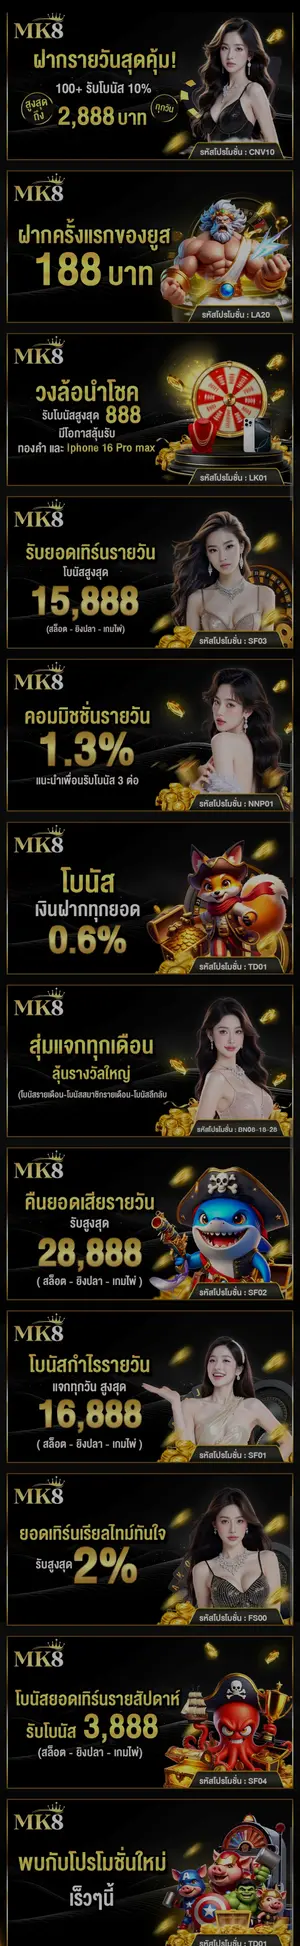 MK8
ฝากรายวันสุดคุ้ม!
100+ รับโบนัส 10%
สูงสุดถึง 2,888 บาท ทุกวัน
รหัสโปรโมชั่น : CNV10
MK8
ฝากครั้งแรกของยูส
188 บาท
รหัสโปรโมชั่น : LA20
MK8
วงล้อนำโชค
รับโบนัสสูงสุด 888
มีโอกาสลุ้นรับ
ทองคำ และ Iphone 16 Pro max
รหัสโปรโมชั่น : LK01
MK8
รับยอดเทิร์นรายวัน
โบนัสสูงสุด
15,888
(สล็อต - ยิงปลา - เกมไพ่)
รหัสโปรโมชั่น : SF03
MK8
คอมมิชชั่นรายวัน
1.3%
แนะนำเพื่อนรับโบนัส 3 ต่อ
รหัสโปรโมชั่น : NNP01
MK8
โบนัส
เงินฝากทุกยอด
0.6%
รหัสโปรโมชั่น : TD01
MK8
สุ่มแจกทุกเดือน
ลุ้นรางวัลใหญ่
(โบนัสรายเดือน-โบนัสสมาชิกรายเดือน-โบนัสลึกลับ
รหัสโปรโมชั่น : BN08-18-28
MK8
คืนยอดเสียรายวัน
รับสูงสุด
28,888
( สล็อต - ยิงปลา - เกมไพ่ )
รหัสโปรโมชั่น : SF02
MK8
โบนัสกำไรรายวัน
แจกทุกวัน สูงสุด
16,888
( สล็อต - ยิงปลา - เกมไพ่ )
รหัสโปรโมชั่น : SF01
MK8
ยอดเทิร์นเรียลไทม์ทันใจ
รับสูงสุด 2%
รหัสโปรโมชั่น : FS00
MK8
โบนัสยอดเทิร์นรายสัปดาห์
รับโบนัส 3,888
(สล็อต - ยิงปลา - เกมไพ่)
รหัสโปรโมชั่น : SF04
MK8
พบกับโปรโมชั่นใหม่
เร็วๆนี้
รหัสโปรโมชั่น : TD01